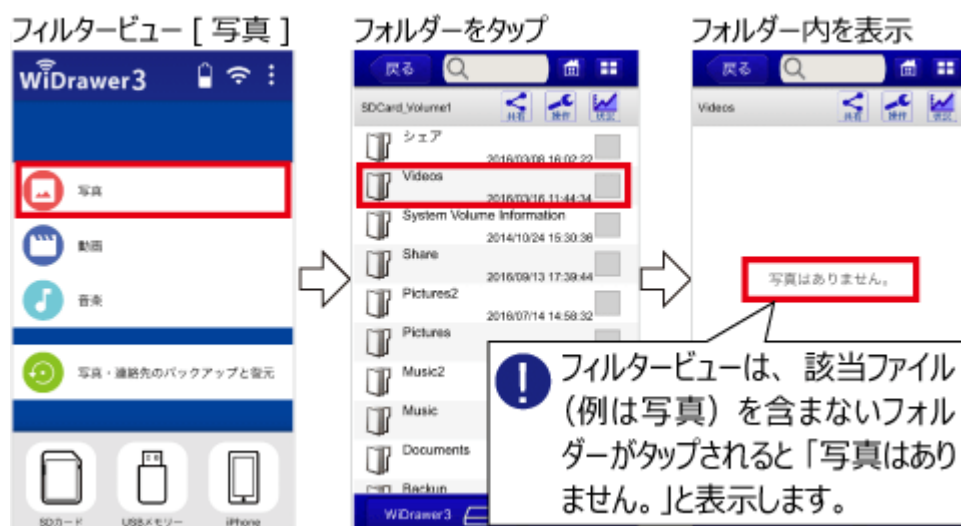 フィルタービュー [ 写真 ]
WiDrawer3
写真
動画
音楽
写真・連絡先のバックアップと復元
SDカード
USBメモリー
iPhone
フォルダーをタップ
戻る
SDCard_Volume1
共有
操作
状況
シェア
2016/03/08 16:02:22
Videos
2016/03/16 11:44:34
System Volume Information
2014/10/24 15:30:36
Share
2016/09/13 17:39:44
Pictures2
2016/07/14 14:58:32
Pictures
Music2
Music
Documents
Backup
WiDrawer3
フォルダー内を表示
戻る
Videos
共有
操作
状況
写真はありません。
フィルタービューは、該当ファイル
(例は写真)を含まないフォル
ダーがタップされると「写真はあり
ません。」と表示します。